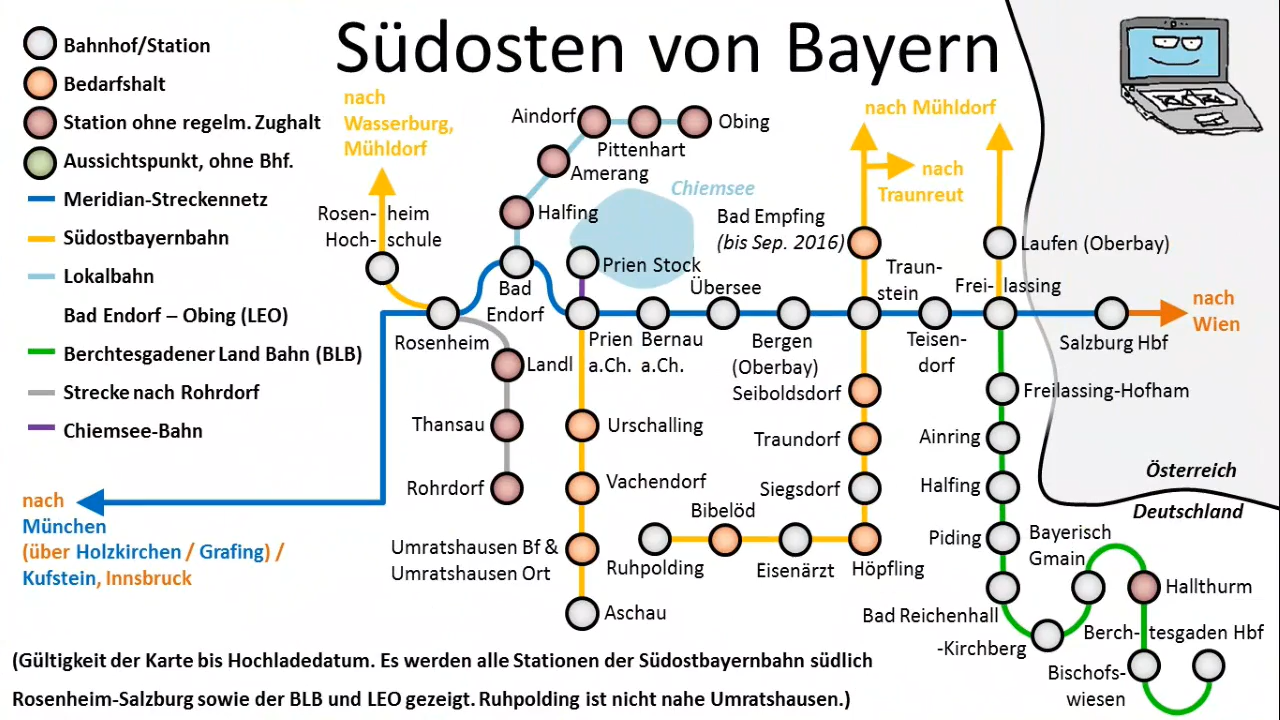 Südosten von Bayern
Bahnhof/Station
Bedarfshalt
Station ohne regelm. Zughalt
Aussichtspunkt, ohne Bhf.
Meridian-Streckennetz
Südostbayernbahn
Lokalbahn
Bad Endorf – Obing (LEO)
Berchtesgadener Land Bahn (BLB)
Strecke nach Rohrdorf
Chiemsee-Bahn
nach
Wasserburg,
Mühldorf
Rosen- heim
Hoch- schule
Aindorf
Pittenhart
Obing
Amerang
Halfing
Chiemsee
Prien Stock
Bad
Endorf
Rosenheim
Landl
Thansau
Rohrdorf
Prien
a.Ch.
Bernau
a.Ch.
Übersee
Bergen
(Oberbay)
Bad Empfing
(bis Sep. 2016)
nach Mühldorf
nach
Traunreut
Traun-
stein
Teisen-
dorf
Frei- lassing
Laufen (Oberbay)
Salzburg Hbf
nach
Wien
Urschalling
Vachendorf
Umratshausen Bf &
Umratshausen Ort
Aschau
Seiboldsdorf
Traundorf
Siegsdorf
Höpfling
Eisenärzt
Bibelöd
Ruhpolding
Freilassing-Hofham
Ainring
Halfing
Piding
Bad Reichenhall
-Kirchberg
Bayerisch
Gmain
Hallthurm
Bischofs-
wiesen
Berch- tesgaden Hbf
Österreich
Deutschland
nach
München
(über Holzkirchen / Grafing) /
Kufstein, Innsbruck
(Gültigkeit der Karte bis Hochladedatum. Es werden alle Stationen der Südostbayernbahn südlich
Rosenheim-Salzburg sowie der BLB und LEO gezeigt. Ruhpolding ist nicht nahe Umratshausen.)